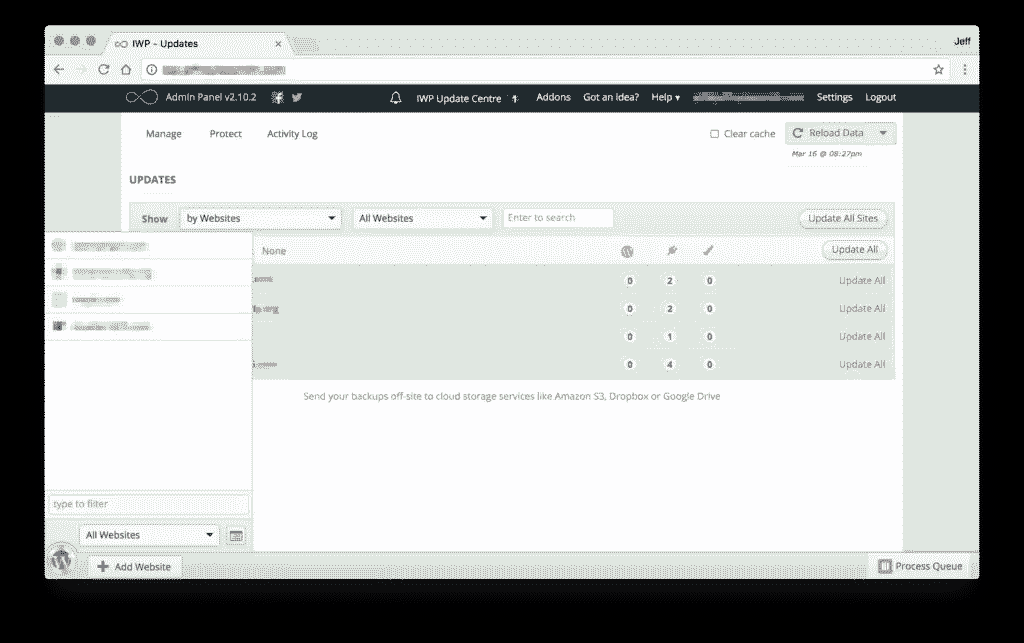 IWP - Updates
Jeff
Admin Panel v2.10.2
IWP Update Centre
Addons
Got an idea?
Help
Settings
Logout
Manage
Protect
Activity Log
Clear cache
Reload Data
Mar 16 @ 08:27pm
UPDATES
Show
by Websites
All Websites
Enter to search
Update All Sites
None
Update All
0 2 0 Update All
0 2 0 Update All
0 1 0 Update All
0 4 0 Update All
Send your backups off-site to cloud storage services like Amazon S3, Dropbox or Google Drive
type to filter
All Websites
Add Website
Process Queue